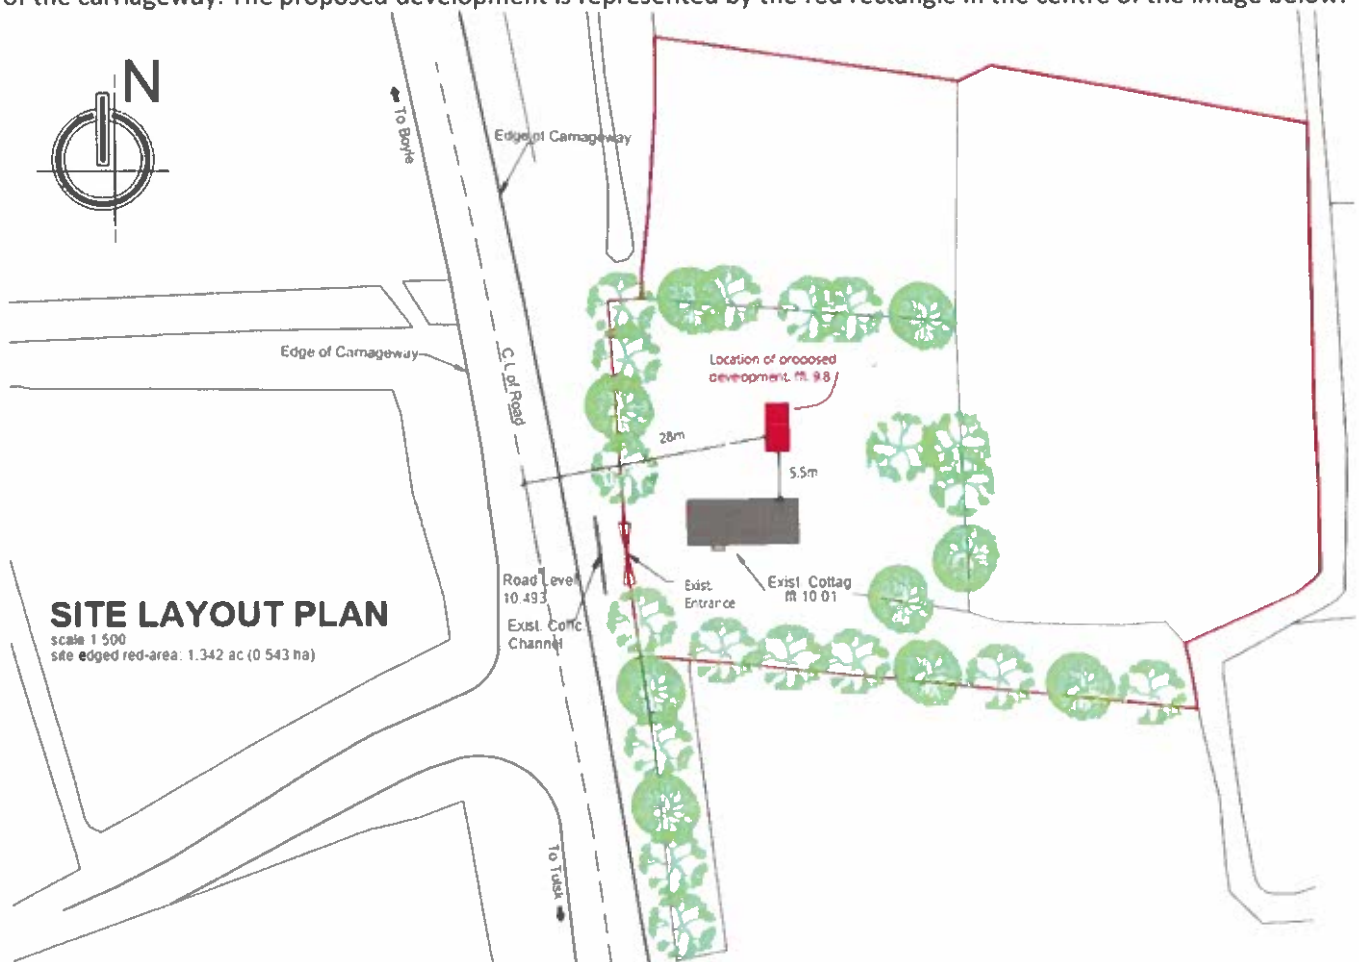 of the carriageway. The proposed development is represented by the red rectangle in the centre of the image below.
N
To Boyle
Edge of Carriageway
Edge of Carriageway
C L of Road
Location of proposed
development. ffl. 9.8
28m
5.5m
Road Level
10.493
Exist. Conc.
Channel
Exist.
Entrance
Exist. Cottag
ffl 10 01
SITE LAYOUT PLAN
scale 1 500
site edged red-area: 1.342 ac (0 543 ha)
To Tulsk